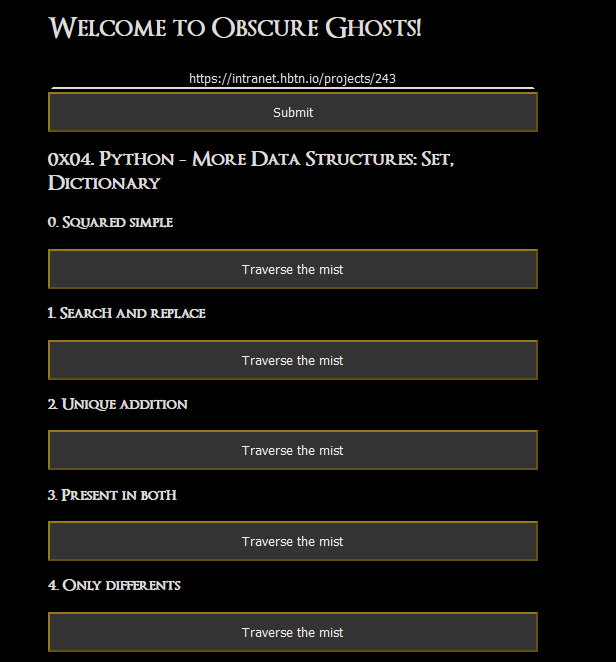 Welcome to Obscure Ghosts!
https://intranet.hbtn.io/projects/243
Submit
0x04. Python - More Data Structures: Set,
Dictionary
0. Squared simple
Traverse the mist
1. Search and replace
Traverse the mist
2. Unique addition
Traverse the mist
3. Present in both
Traverse the mist
4. Only differents
Traverse the mist